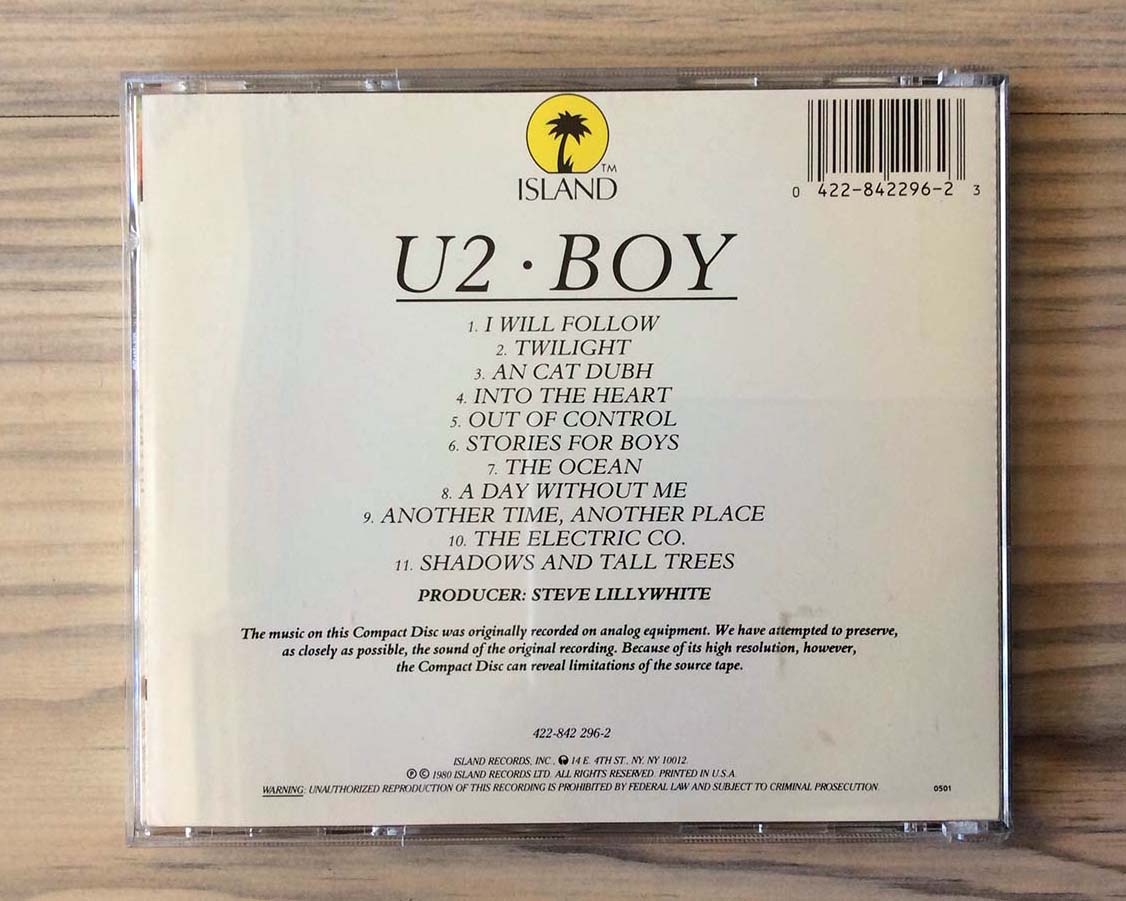 TM
ISLAND
0 422-842296-2 3
U2 · BOY
1. I WILL FOLLOW
2. TWILIGHT
3. AN CAT DUBH
4. INTO THE HEART
5. OUT OF CONTROL
6. STORIES FOR BOYS
7. THE OCEAN
8. A DAY WITHOUT ME
9. ANOTHER TIME, ANOTHER PLACE
10. THE ELECTRIC CO.
11. SHADOWS AND TALL TREES
PRODUCER: STEVE LILLYWHITE
The music on this Compact Disc was originally recorded on analog equipment. We have attempted to preserve,
as closely as possible, the sound of the original recording. Because of its high resolution, however,
the Compact Disc can reveal limitations of the source tape.
422-842 296-2
ISLAND RECORDS, INC., 14 E. 4TH ST., NY, NY 10012.
℗ © 1980 ISLAND RECORDS LTD. ALL RIGHTS RESERVED. PRINTED IN U.S.A.
WARNING: UNAUTHORIZED REPRODUCTION OF THIS RECORDING IS PROHIBITED BY FEDERAL LAW AND SUBJECT TO CRIMINAL PROSECUTION.
0501